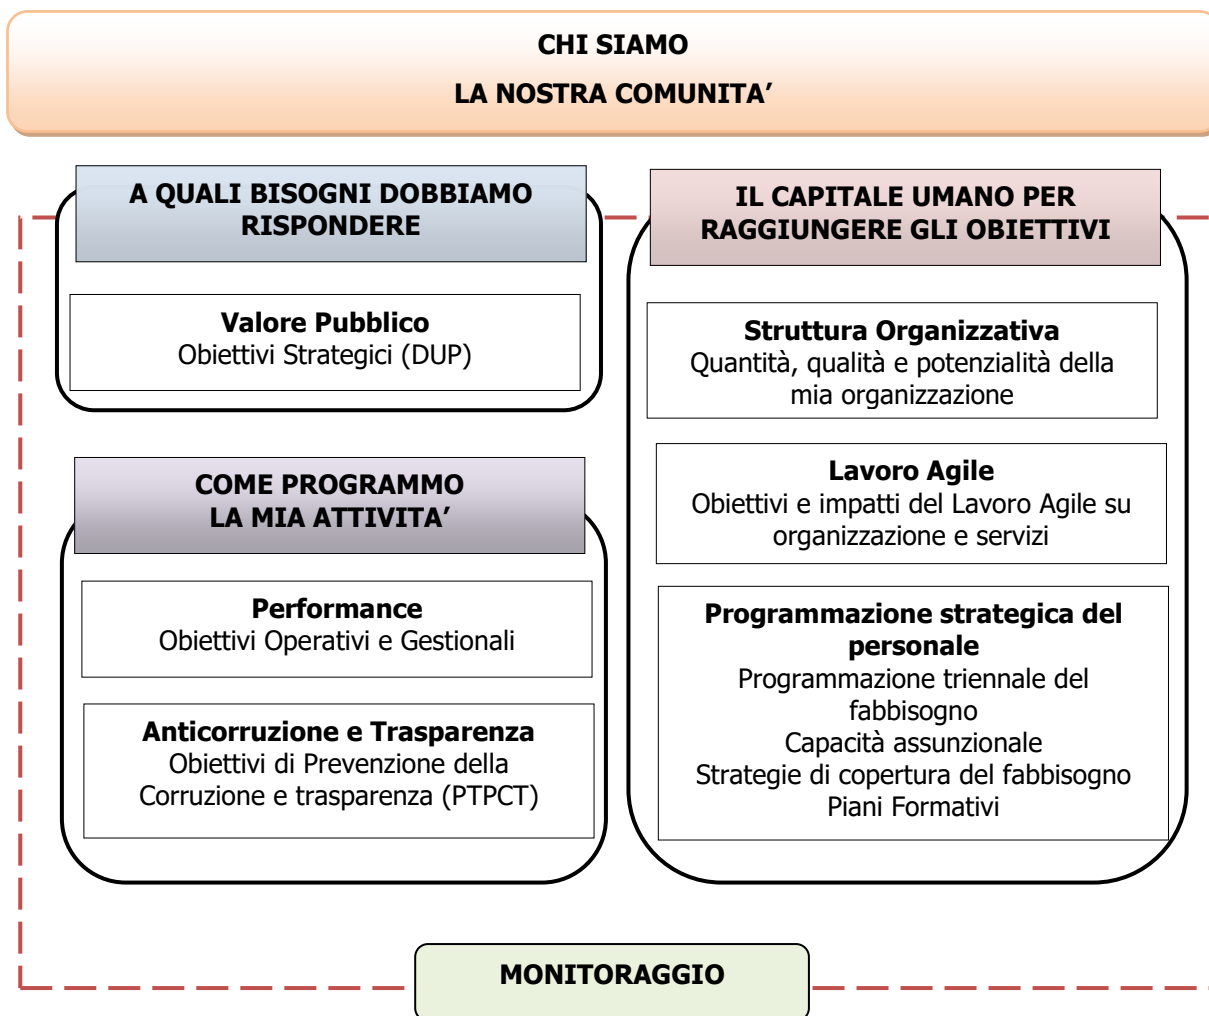 CHI SIAMO
LA NOSTRA COMUNITA’
A QUALI BISOGNI DOBBIAMO
RISPONDERE
Valore Pubblico
Obiettivi Strategici (DUP)
COME PROGRAMMO
LA MIA ATTIVITA’
Performance
Obiettivi Operativi e Gestionali
Anticorruzione e Trasparenza
Obiettivi di Prevenzione della
Corruzione e trasparenza (PTPCT)
IL CAPITALE UMANO PER
RAGGIUNGERE GLI OBIETTIVI
Struttura Organizzativa
Quantità, qualità e potenzialità della
mia organizzazione
Lavoro Agile
Obiettivi e impatti del Lavoro Agile su
organizzazione e servizi
Programmazione strategica del
personale
Programmazione triennale del
fabbisogno
Capacità assunzionale
Strategie di copertura del fabbisogno
Piani Formativi
MONITORAGGIO